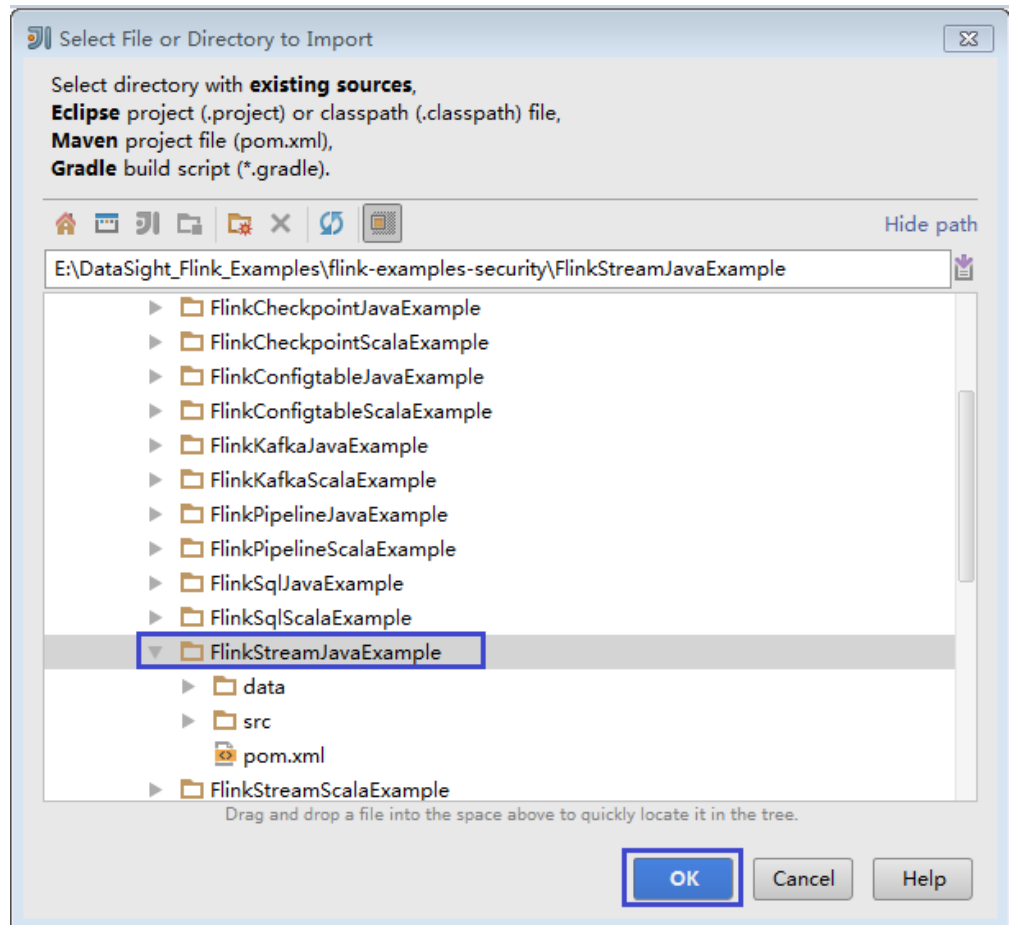 Select File or Directory to Import
Select directory with existing sources,
Eclipse project (.project) or classpath (.classpath) file,
Maven project file (pom.xml),
Gradle build script (*.gradle).
Hide path
E:\DataSight_Flink_Examples\flink-examples-security\FlinkStreamJavaExample
FlinkCheckpointJavaExample
FlinkCheckpointScalaExample
FlinkConfigtableJavaExample
FlinkConfigtableScalaExample
FlinkKafkaJavaExample
FlinkKafkaScalaExample
FlinkPipelineJavaExample
FlinkPipelineScalaExample
FlinkSqlJavaExample
FlinkSqlScalaExample
FlinkStreamJavaExample
data
src
pom.xml
FlinkStreamScalaExample
Drag and drop a file into the space above to quickly locate it in the tree.
OK Cancel Help